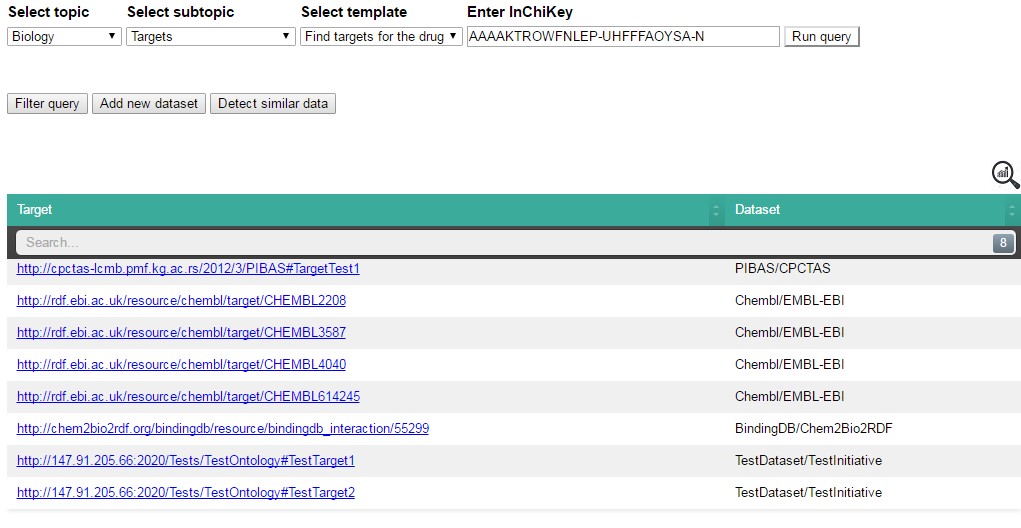 Select topic Select subtopic Select template Enter InChiKey
Biology Targets Find targets for the drug AAAAKTROWFNLEP-UHFFFAOYSA-N Run query
Filter query Add new dataset Detect similar data
Target Dataset
Search... 8
http://cpctas-lcmb.pmf.kg.ac.rs/2012/3/PIBAS#TargetTest1 PIBAS/CPCTAS
http://rdf.ebi.ac.uk/resource/chembl/target/CHEMBL2208 Chembl/EMBL-EBI
http://rdf.ebi.ac.uk/resource/chembl/target/CHEMBL3587 Chembl/EMBL-EBI
http://rdf.ebi.ac.uk/resource/chembl/target/CHEMBL4040 Chembl/EMBL-EBI
http://rdf.ebi.ac.uk/resource/chembl/target/CHEMBL614245 Chembl/EMBL-EBI
http://chem2bio2rdf.org/bindingdb/resource/bindingdb_interaction/55299 BindingDB/Chem2Bio2RDF
http://147.91.205.66:2020/Tests/TestOntology#TestTarget1 TestDataset/TestInitiative
http://147.91.205.66:2020/Tests/TestOntology#TestTarget2 TestDataset/TestInitiative